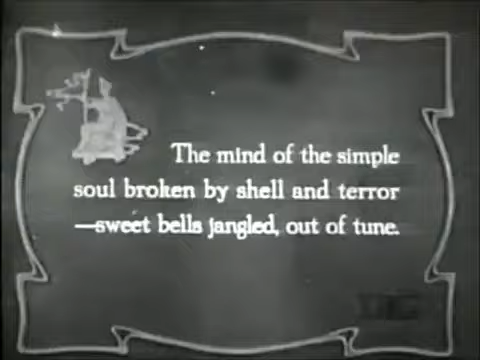 The mind of the simple
soul broken by shell and terror
—sweet bells jangled, out of tune.